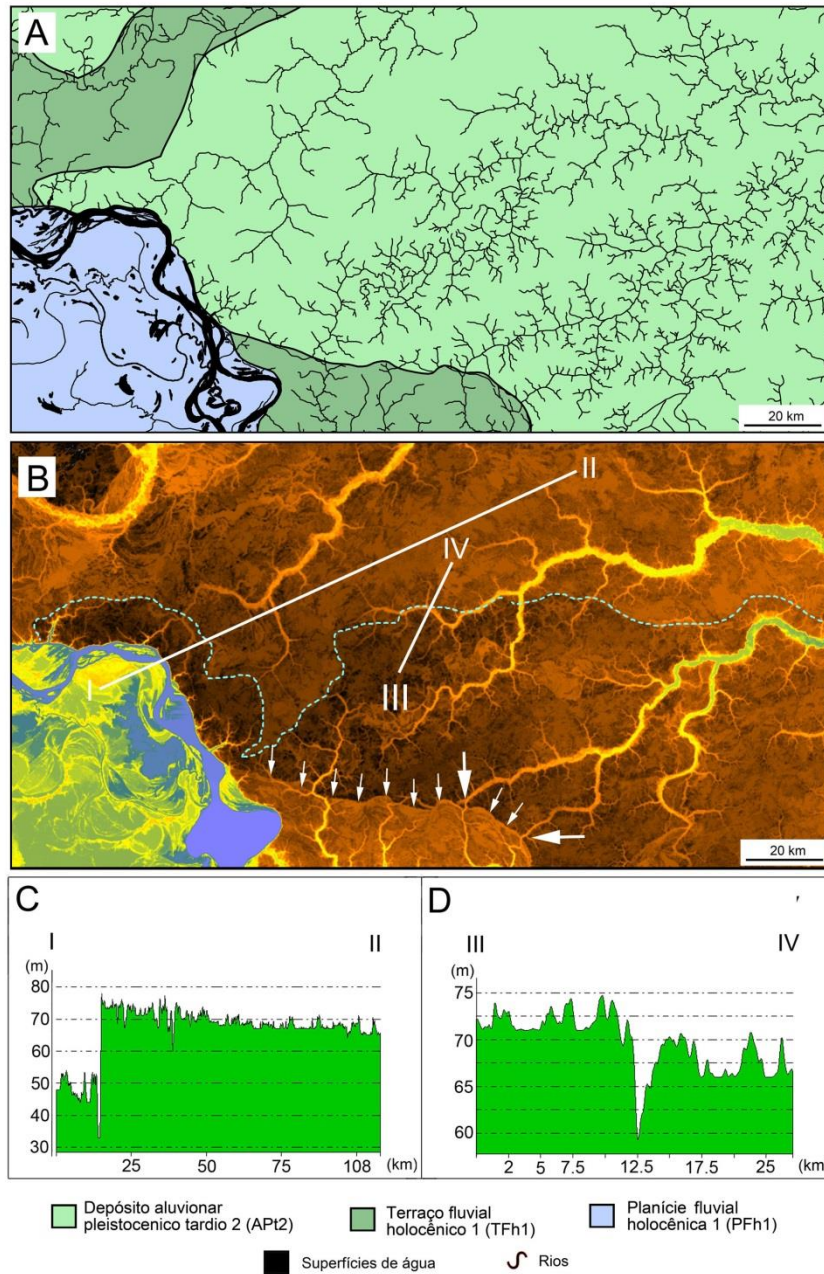 A
20 km
B
II
IV
I
III
20 km
C
D
I
II
III
IV
(m)
80
70
60
50
40
30
25
50
75
108
(km)
(m)
75
70
65
60
2
5
7.5
12.5
17.5
25
(km
Depósito aluvionar
pleistocenico tardio 2 (APt2)
Terraço fluvial
holocênico 1 (TFh1)
Planície fluvial
holocênica 1 (PFh1)
Superfícies de água
Rios